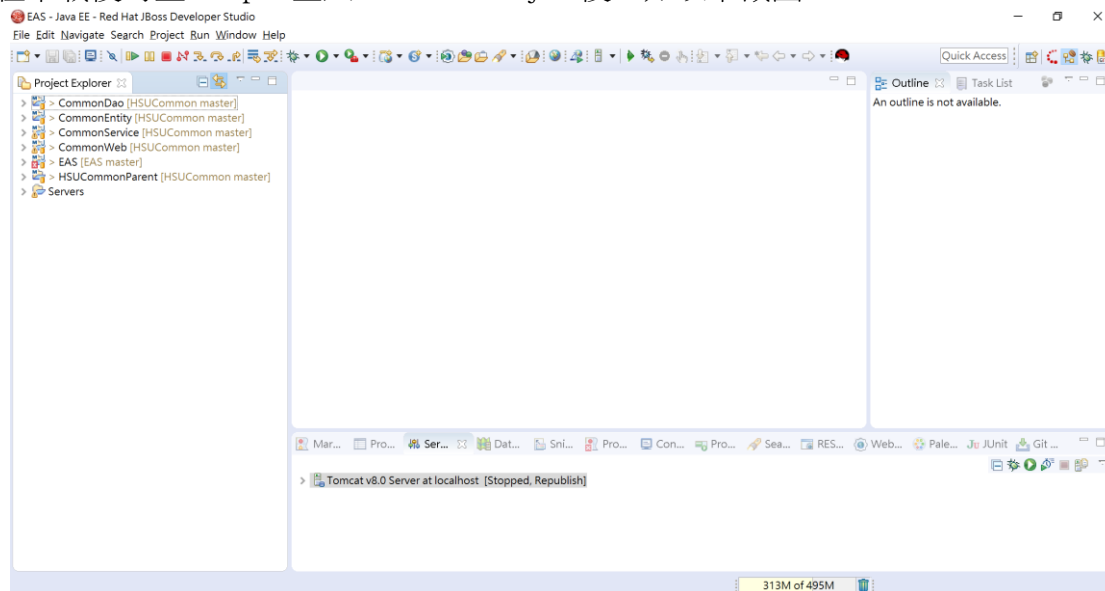 EAS - Java EE - Red Hat JBoss Developer Studio
File Edit Navigate Search Project Run Window Help
Quick Access
Project Explorer
> CommonDao [HSUCommon master]
> CommonEntity [HSUCommon master]
> CommonService [HSUCommon master]
> CommonWeb [HSUCommon master]
> EAS [EAS master]
> HSUCommonParent [HSUCommon master]
Servers
Outline Task List
An outline is not available.
Mar... Pro... Ser... Dat... Sni... Pro... Con... Pro... Sea... RES... Web... Pale... JUnit Git ...
Tomcat v8.0 Server at localhost [Stopped, Republish]
313M of 495M